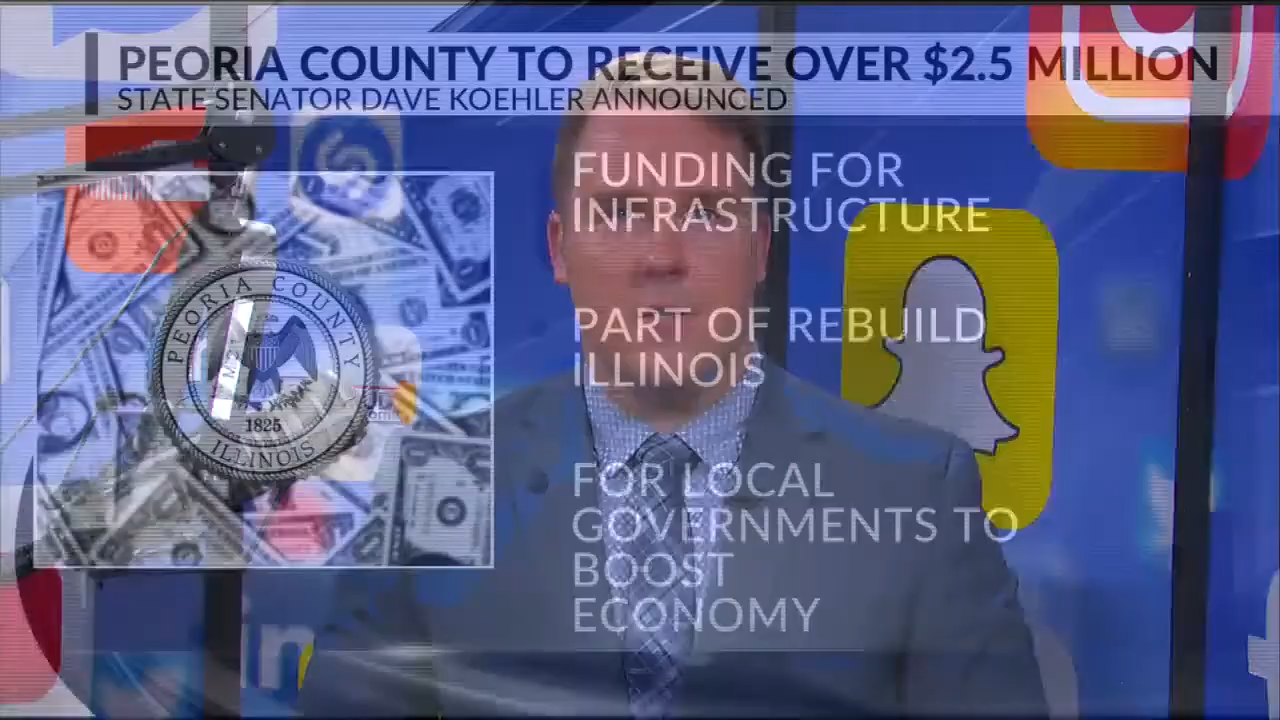 PEORIA COUNTY TO RECEIVE OVER $2.5 MILLION
STATE SENATOR DAVE KOEHLER ANNOUNCED
FUNDING FOR
INFRASTRUCTURE
PART OF REBUILD
ILLINOIS
FOR LOCAL
GOVERNMENTS TO
BOOST
ECONOMY
PEORIA COUNTY
1825
ILLINOIS
in